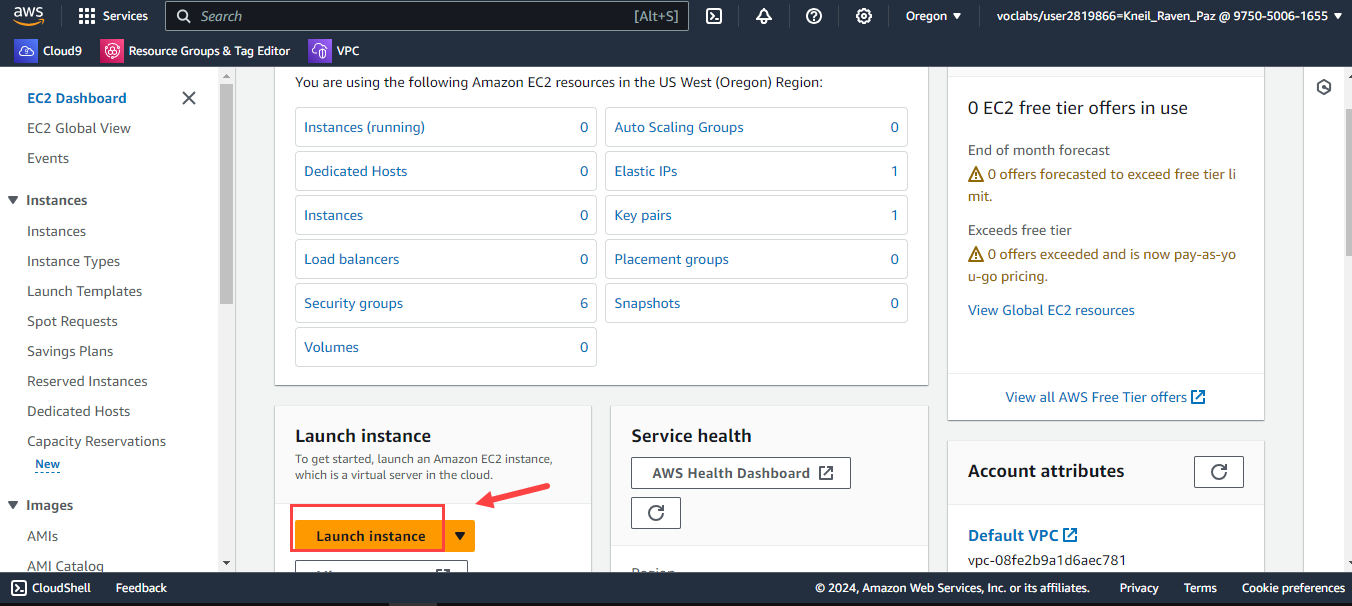 aws
Services
Search
[Alt+S]
Oregon
voclabs/user2819866=Kneil_Raven_Paz @ 9750-5006-1655
Cloud9
Resource Groups & Tag Editor
VPC
EC2 Dashboard
EC2 Global View
Events
Instances
Instances
Instance Types
Launch Templates
Spot Requests
Savings Plans
Reserved Instances
Dedicated Hosts
Capacity Reservations
New
Images
AMIs
AMI Catalog
You are using the following Amazon EC2 resources in the US West (Oregon) Region:
Instances (running) 0
Auto Scaling Groups 0
Dedicated Hosts 0
Elastic IPs 1
Instances 0
Key pairs 1
Load balancers 0
Placement groups 0
Security groups 6
Snapshots 0
Volumes 0
Launch instance
To get started, launch an Amazon EC2 instance,
which is a virtual server in the cloud.
Launch instance
Service health
AWS Health Dashboard
Region
0 EC2 free tier offers in use
End of month forecast
0 offers forecasted to exceed free tier li
mit.
Exceeds free tier
0 offers exceeded and is now pay-as-yo
u-go pricing.
View Global EC2 resources
View all AWS Free Tier offers
Account attributes
Default VPC
vpc-08fe2b9a1d6aec781
CloudShell
Feedback
© 2024, Amazon Web Services, Inc. or its affiliates.
Privacy
Terms
Cookie preferences